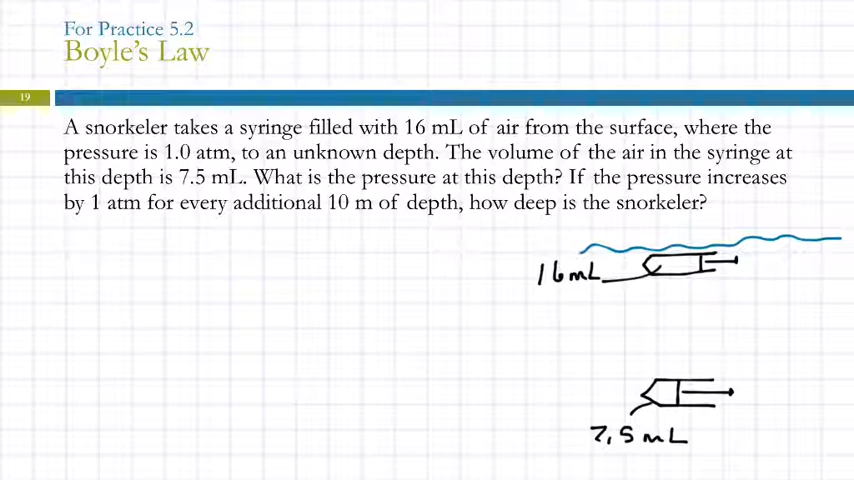 For Practice 5.2
Boyle's Law
19
A snorkeler takes a syringe filled with 16 mL of air from the surface, where the
pressure is 1.0 atm, to an unknown depth. The volume of the air in the syringe at
this depth is 7.5 mL. What is the pressure at this depth? If the pressure increases
by 1 atm for every additional 10 m of depth, how deep is the snorkeler?
16mL
7.5 mL